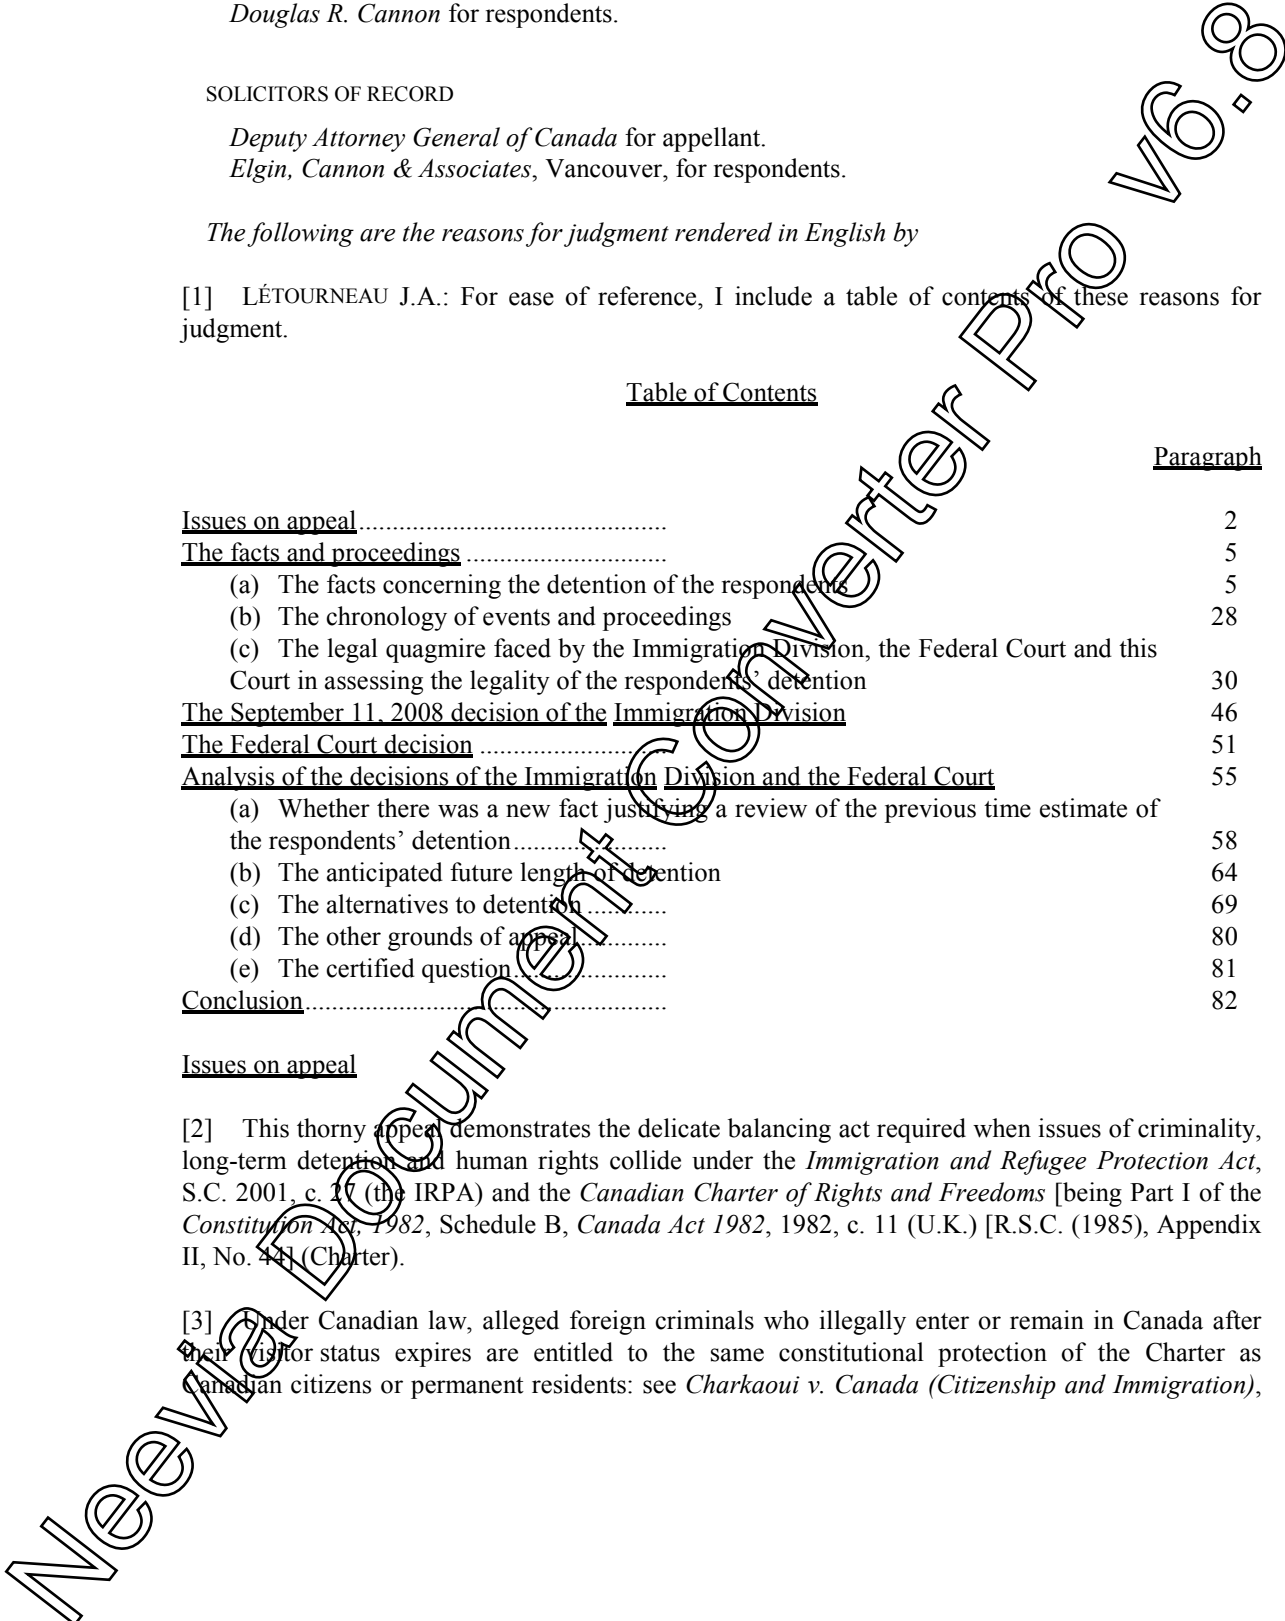 Douglas R. Cannon for respondents.
SOLICITORS OF RECORD
Deputy Attorney General of Canada for appellant.
Elgin, Cannon & Associates, Vancouver, for respondents.
The following are the reasons for judgment rendered in English by
[1] LÉTOURNEAU J.A.: For ease of reference, I include a table of contents of these reasons for
judgment.
Table of Contents
Paragraph
Issues on appeal.............................................. 2
The facts and proceedings .............................. 5
(a) The facts concerning the detention of the respondents 5
(b) The chronology of events and proceedings 28
(c) The legal quagmire faced by the Immigration Division, the Federal Court and this
Court in assessing the legality of the respondents’ detention 30
The September 11, 2008 decision of the Immigration Division 46
The Federal Court decision ............................ 51
Analysis of the decisions of the Immigration Division and the Federal Court 55
(a) Whether there was a new fact justifying a review of the previous time estimate of
the respondents’ detention....................... 58
(b) The anticipated future length of detention 64
(c) The alternatives to detention ............ 69
(d) The other grounds of appeal............. 80
(e) The certified question....................... 81
Conclusion...................................................... 82
Issues on appeal
[2] This thorny appeal demonstrates the delicate balancing act required when issues of criminality,
long-term detention and human rights collide under the Immigration and Refugee Protection Act,
S.C. 2001, c. 27 (the IRPA) and the Canadian Charter of Rights and Freedoms [being Part I of the
Constitution Act, 1982, Schedule B, Canada Act 1982, 1982, c. 11 (U.K.) [R.S.C. (1985), Appendix
II, No. 44] (Charter).
[3] Under Canadian law, alleged foreign criminals who illegally enter or remain in Canada after
their visitor status expires are entitled to the same constitutional protection of the Charter as
Canadian citizens or permanent residents: see Charkaoui v. Canada (Citizenship and Immigration),
Neevia Document Converter Pro v6.8